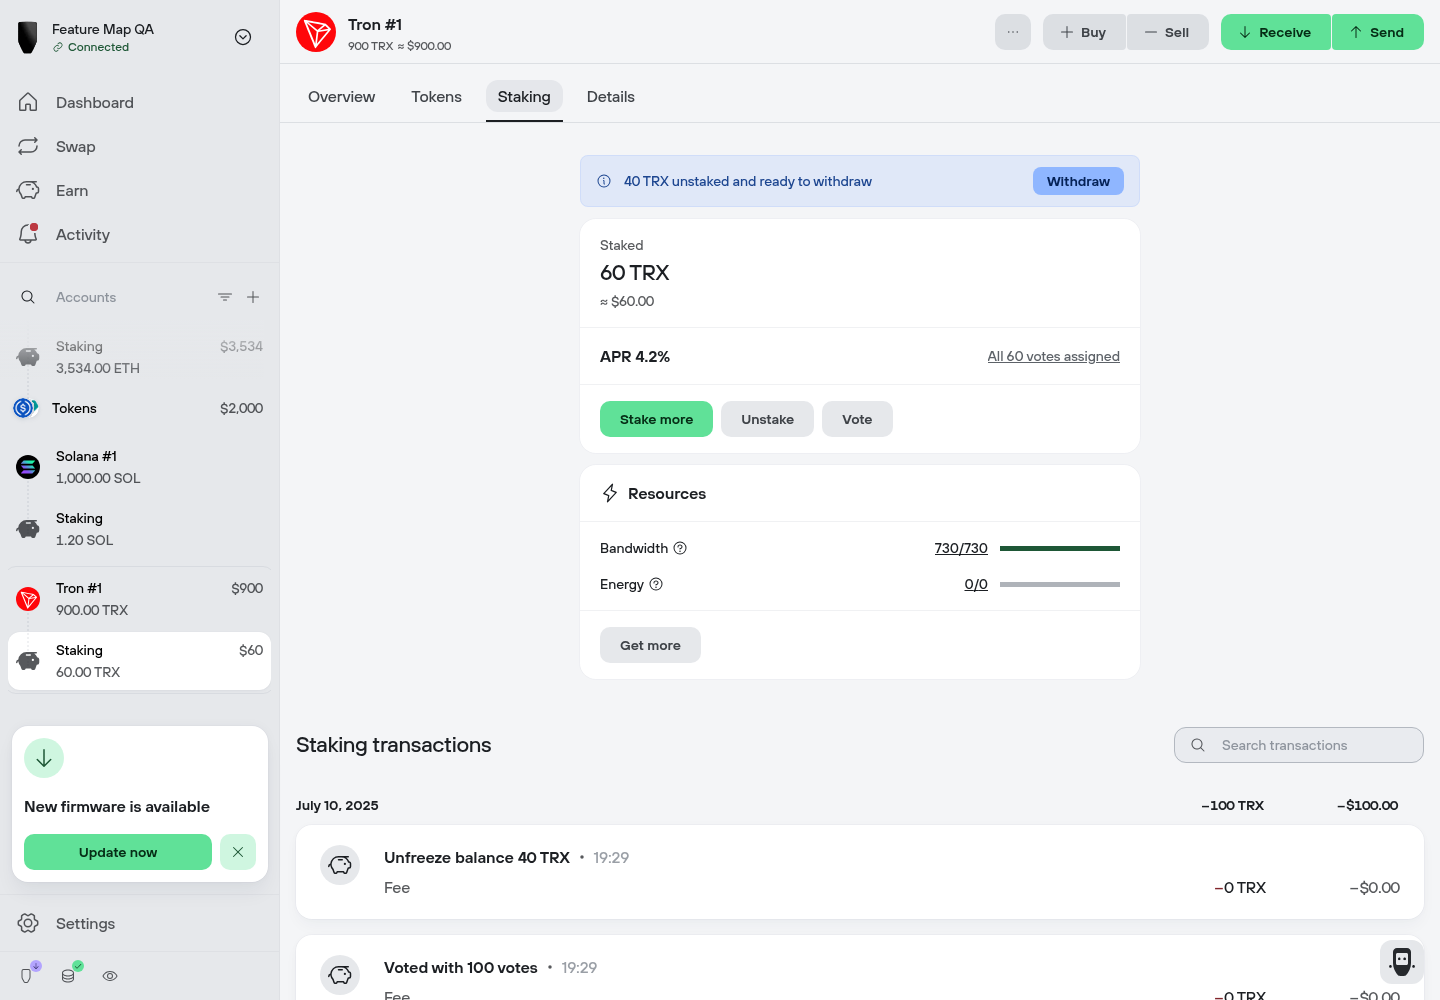 Feature Map QA
Connected
Dashboard
Swap
Earn
Activity
Accounts
Staking $3,534
3,534.00 ETH
Tokens $2,000
Solana #1
1,000.00 SOL
Staking
1.20 SOL
Tron #1 $900
900.00 TRX
Staking $60
60.00 TRX
New firmware is available
Update now
Settings
Tron #1
900 TRX ≈ $900.00
Buy
Sell
Receive
Send
Overview
Tokens
Staking
Details
40 TRX unstaked and ready to withdraw
Withdraw
Staked
60 TRX
≈ $60.00
APR 4.2% All 60 votes assigned
Stake more
Unstake
Vote
Resources
Bandwidth 730/730
Energy 0/0
Get more
Staking transactions
Search transactions
July 10, 2025 –100 TRX –$100.00
Unfreeze balance 40 TRX • 19:29
Fee –0 TRX –$0.00
Voted with 100 votes • 19:29
Fee –0 TRX –$0.00